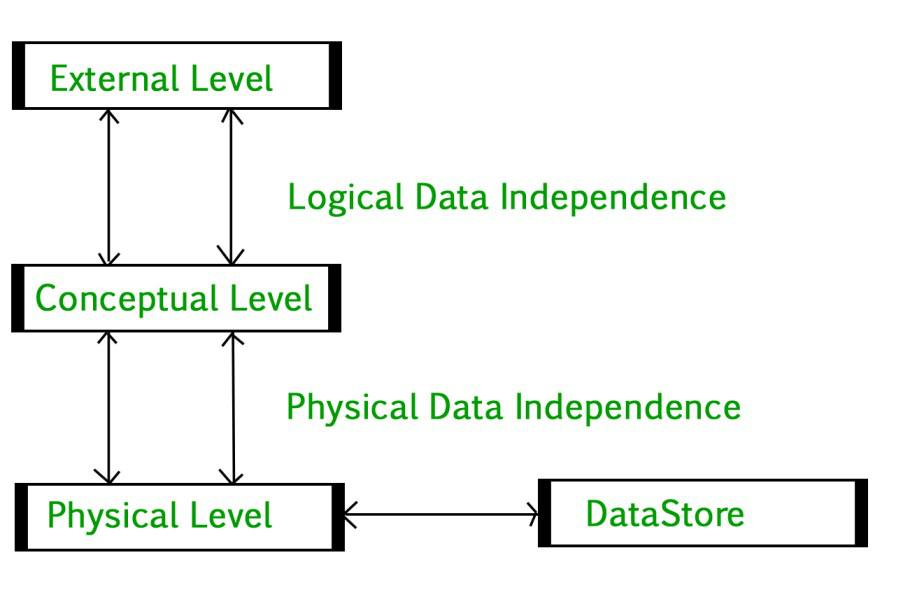 External Level
Logical Data Independence
Conceptual Level
Physical Data Independence
Physical Level
DataStore